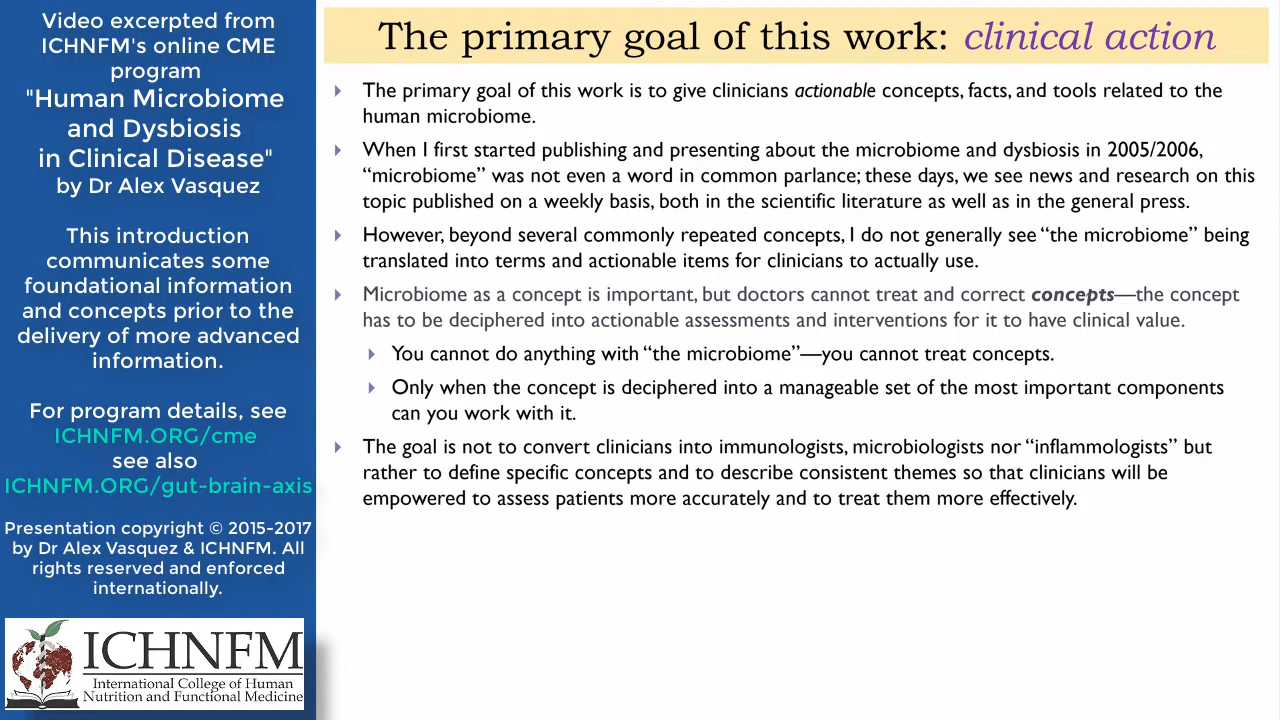 Video excerpted from
ICHNFM's online CME
program
"Human Microbiome
and Dysbiosis
in Clinical Disease"
by Dr Alex Vasquez
This introduction
communicates some
foundational information
and concepts prior to the
delivery of more advanced
information.
For program details, see
ICHNFM.ORG/cme
see also
ICHNFM.ORG/gut-brain-axis
Presentation copyright © 2015-2017
by Dr Alex Vasquez & ICHNFM. All
rights reserved and enforced
internationally.
ICHNFM
International College of Human
Nutrition and Functional Medicine
The primary goal of this work: clinical action
The primary goal of this work is to give clinicians actionable concepts, facts, and tools related to the
human microbiome.
When I first started publishing and presenting about the microbiome and dysbiosis in 2005/2006,
“microbiome” was not even a word in common parlance; these days, we see news and research on this
topic published on a weekly basis, both in the scientific literature as well as in the general press.
However, beyond several commonly repeated concepts, I do not generally see “the microbiome” being
translated into terms and actionable items for clinicians to actually use.
Microbiome as a concept is important, but doctors cannot treat and correct concepts—the concept
has to be deciphered into actionable assessments and interventions for it to have clinical value.
You cannot do anything with “the microbiome”—you cannot treat concepts.
Only when the concept is deciphered into a manageable set of the most important components
can you work with it.
The goal is not to convert clinicians into immunologists, microbiologists nor “inflammologists” but
rather to define specific concepts and to describe consistent themes so that clinicians will be
empowered to assess patients more accurately and to treat them more effectively.